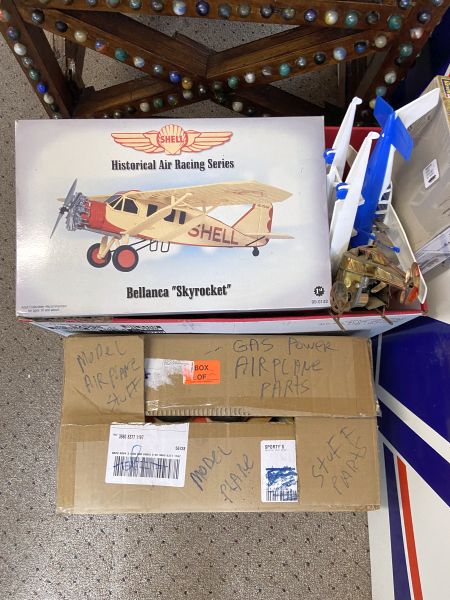 SHELL
Historical Air Racing Series
SHELL
Bellanca "Skyrocket"
MODEL
AIRPLANE
STUFF
GAS POWER
AIRPLANE
PARTS
BOX
OF
MODEL
PLANE
SPORTY'S
STUFF
PARTS